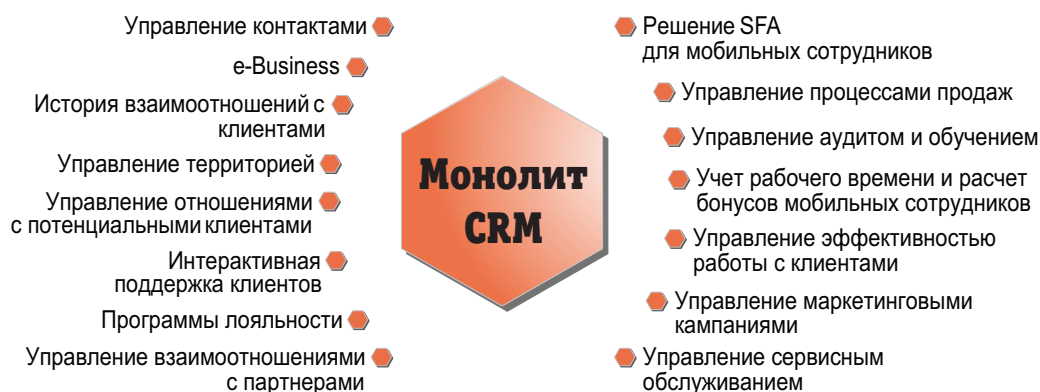 Управление контактами
e-Business
История взаимоотношений с
клиентами
Управление территорией
Управление отношениями
с потенциальными клиентами
Интерактивная
поддержка клиентов
Программы лояльности
Управление взаимоотношениями
с партнерами
Монолит
CRM
Решение SFA
для мобильных сотрудников
Управление процессами продаж
Управление аудитом и обучением
Учет рабочего времени и расчет
бонусов мобильных сотрудников
Управление эффективностью
работы с клиентами
Управление маркетинговыми
кампаниями
Управление сервисным
обслуживанием